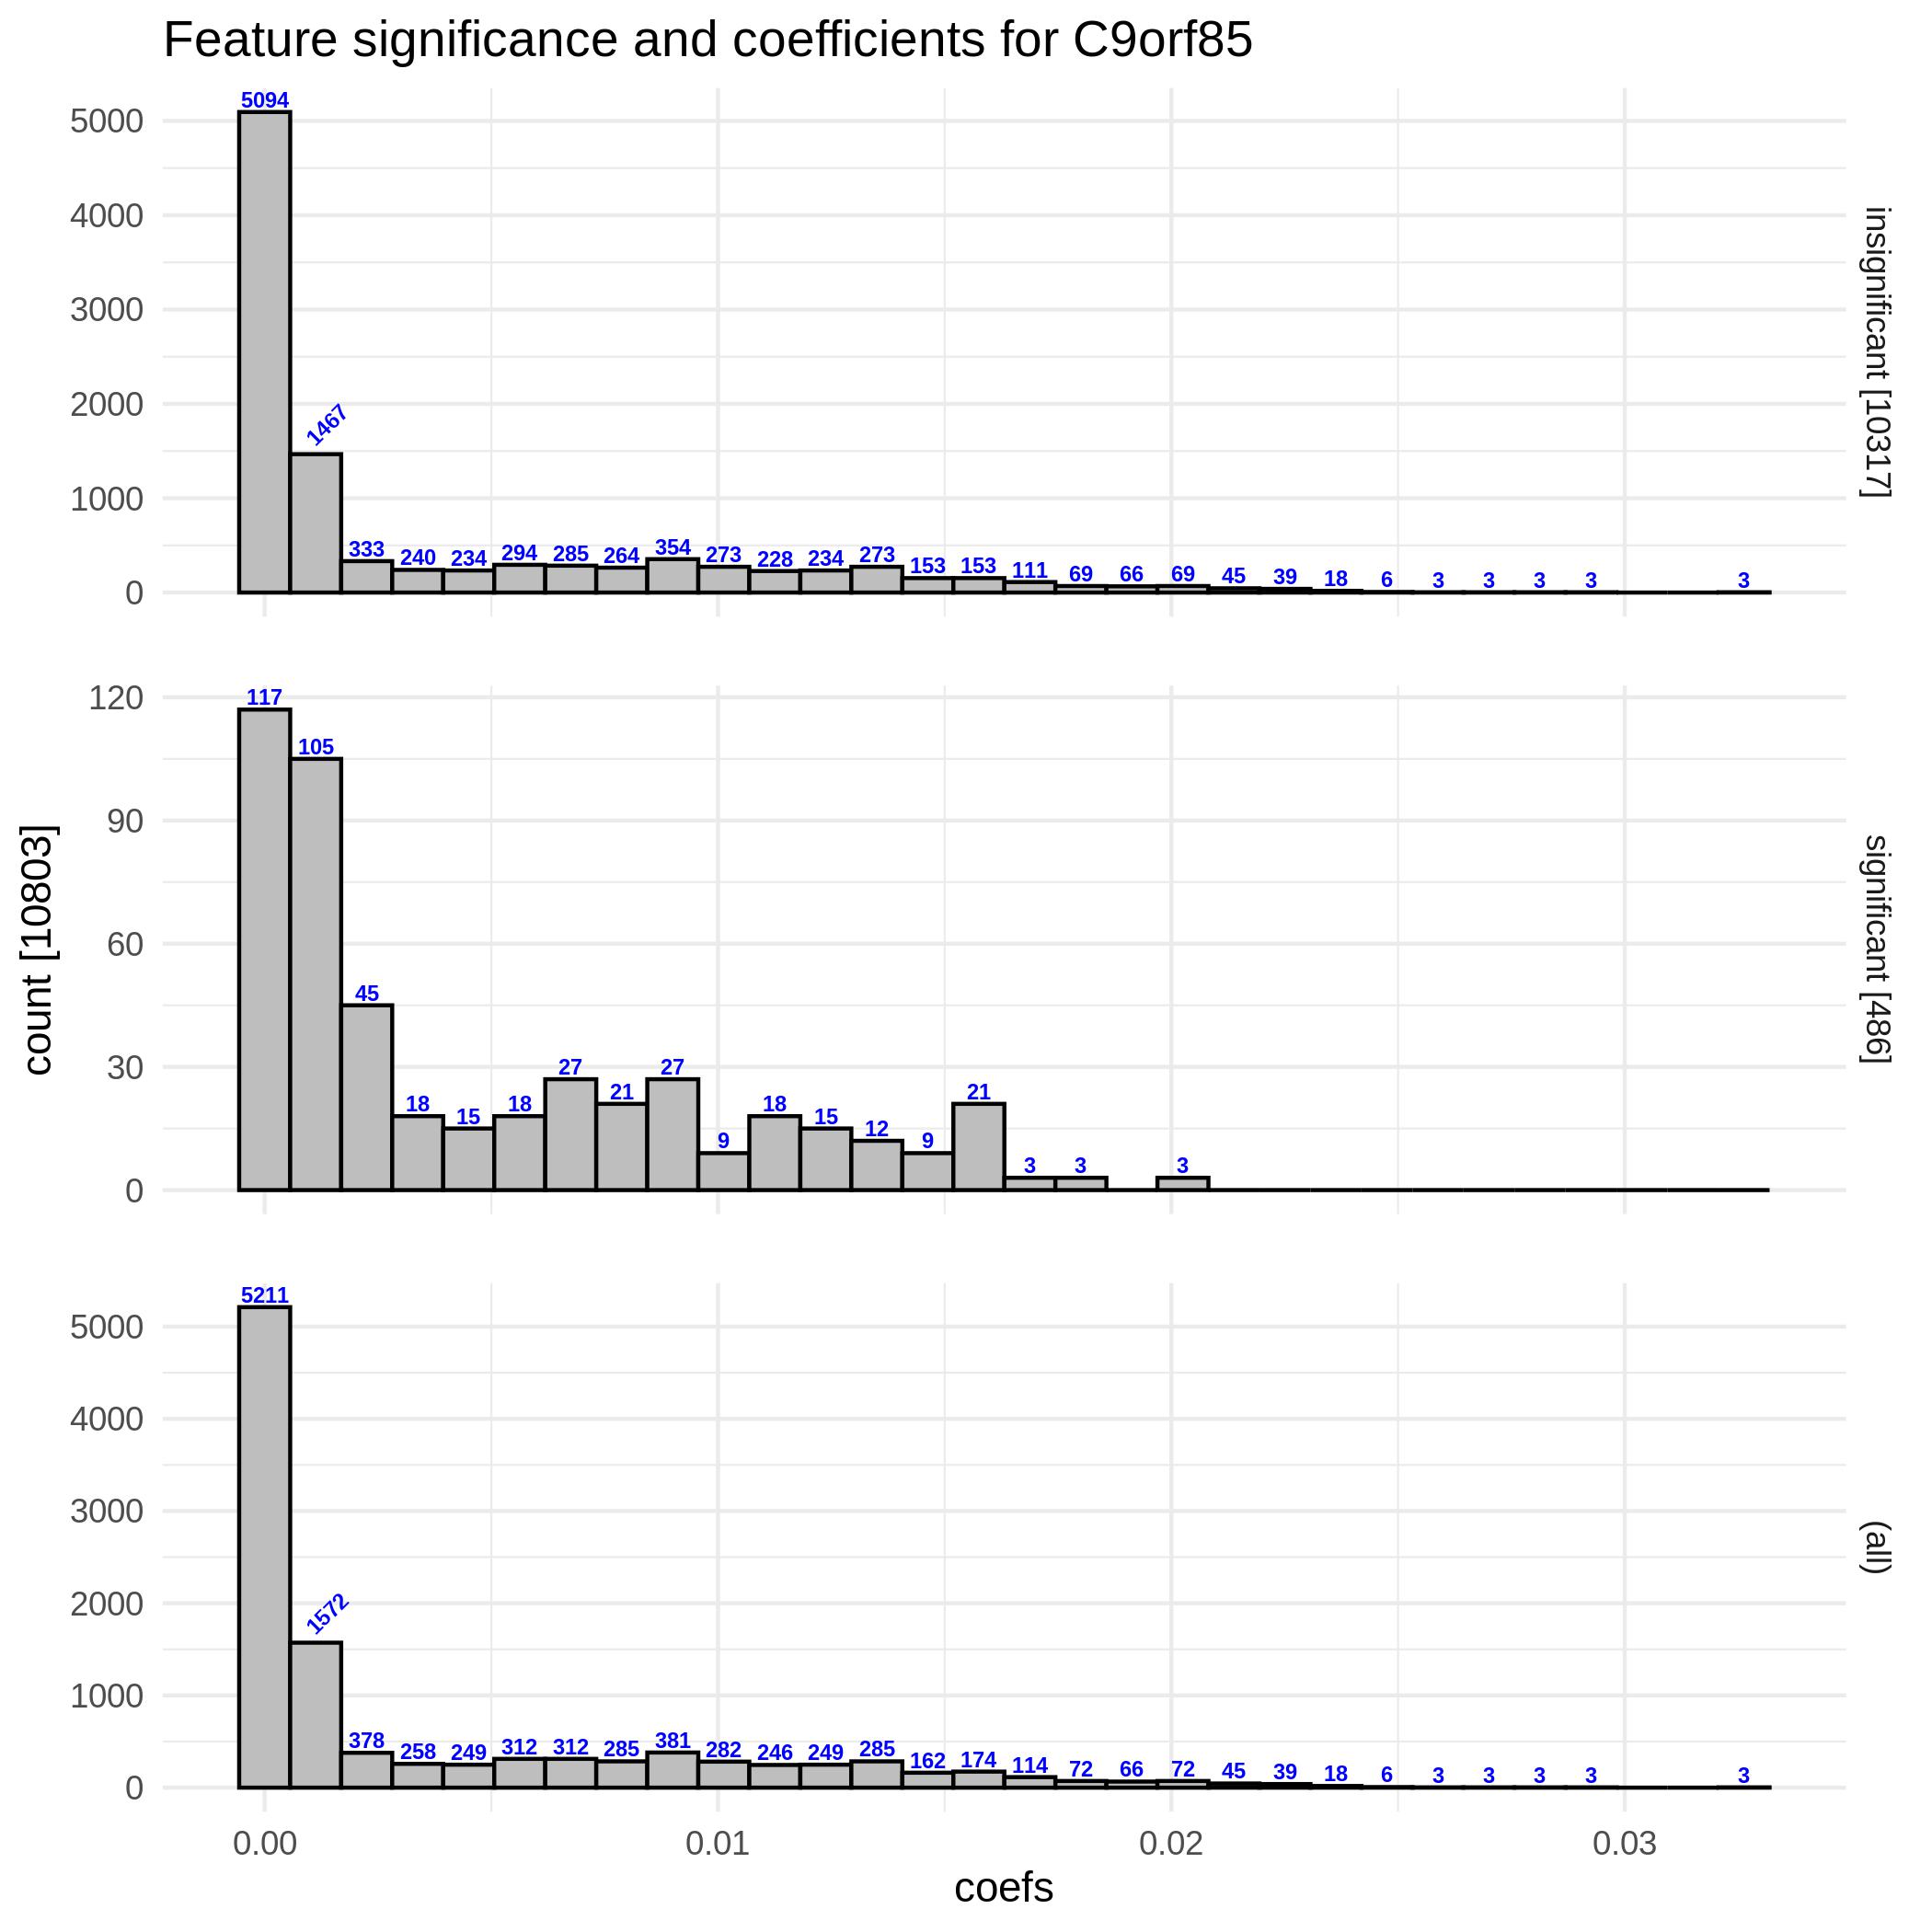 Feature significance and coefficients for C9orf85
5094
5000
4000
3000
2000
1000
0
1467
333 240 234 294 285 264 354 273 228 234 273 153 153 111 69 66 69 45 39 18 6 3 3 3 3 3
insignificant [10317]
count [10803]
120
90
60
30
0
117
105
45
18 15 18 27 21 27 9 18 15 12 9 21 3 3 3
significant [486]
5211
5000
4000
3000
2000
1000
0
1572
378 258 249 312 312 285 381 282 246 249 285 162 174 114 72 66 72 45 39 18 6 3 3 3 3 3
(all)
0.00 0.01 0.02 0.03
coefs